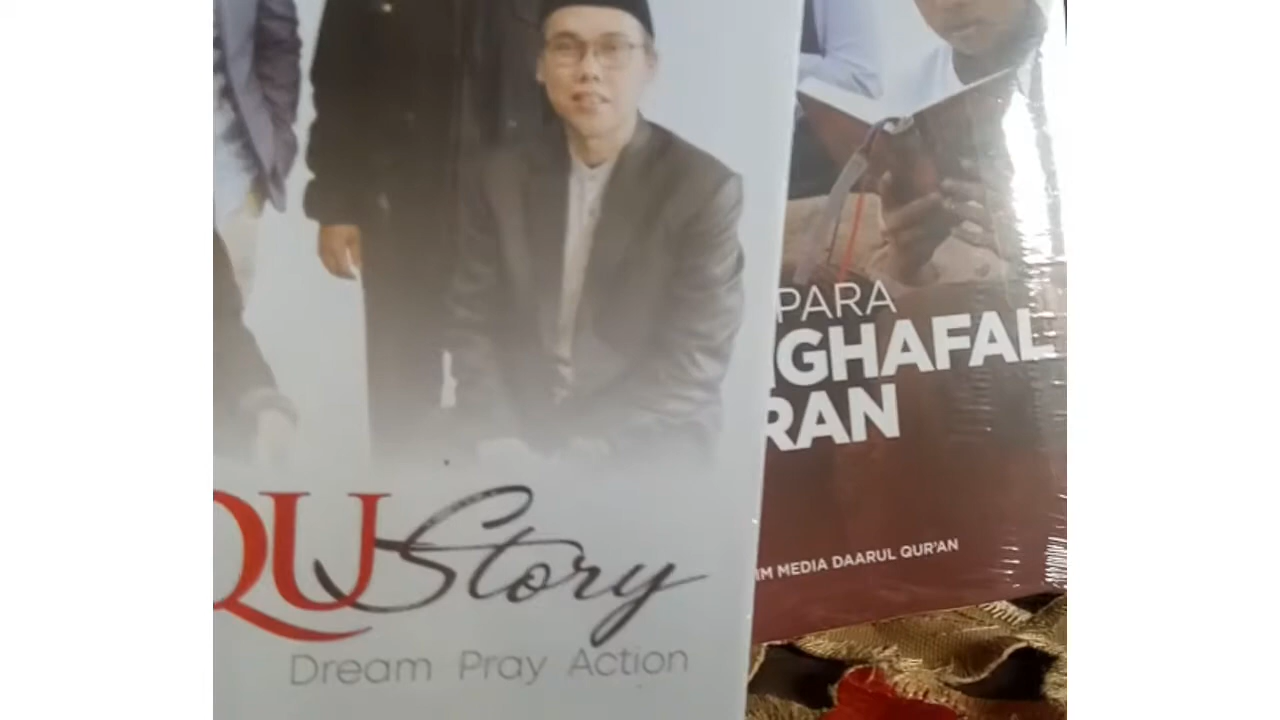 QU Story
Dream Pray Action
PARA
GHAFAL
RAN
IM MEDIA DAARUL QUR'AN